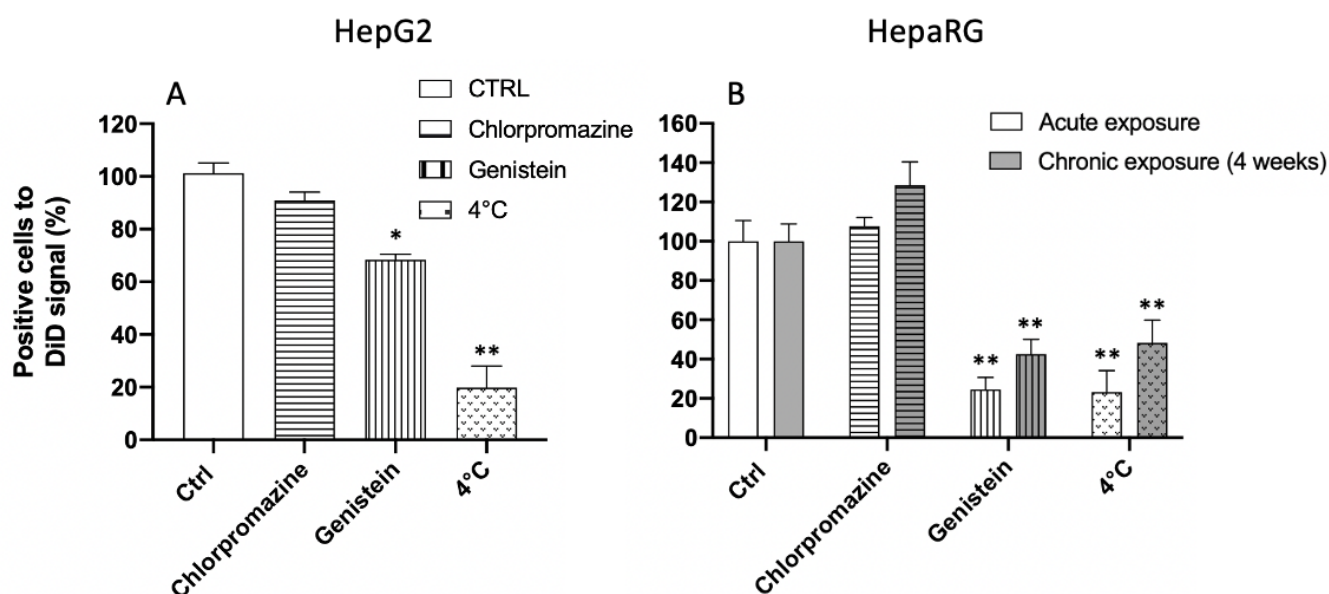 HepG2
HepaRG
A
CTRL
Chlorpromazine
Genistein
4°C
Positive cells to
DiD signal (%)
120
100
80
60
40
20
0
*
**
Ctrl
Chlorpromazine
Genistein
4°C
B
Acute exposure
Chronic exposure (4 weeks)
160
140
120
100
80
60
40
20
0
**
**
**
**
Ctrl
Chlorpromazine
Genistein
4°C